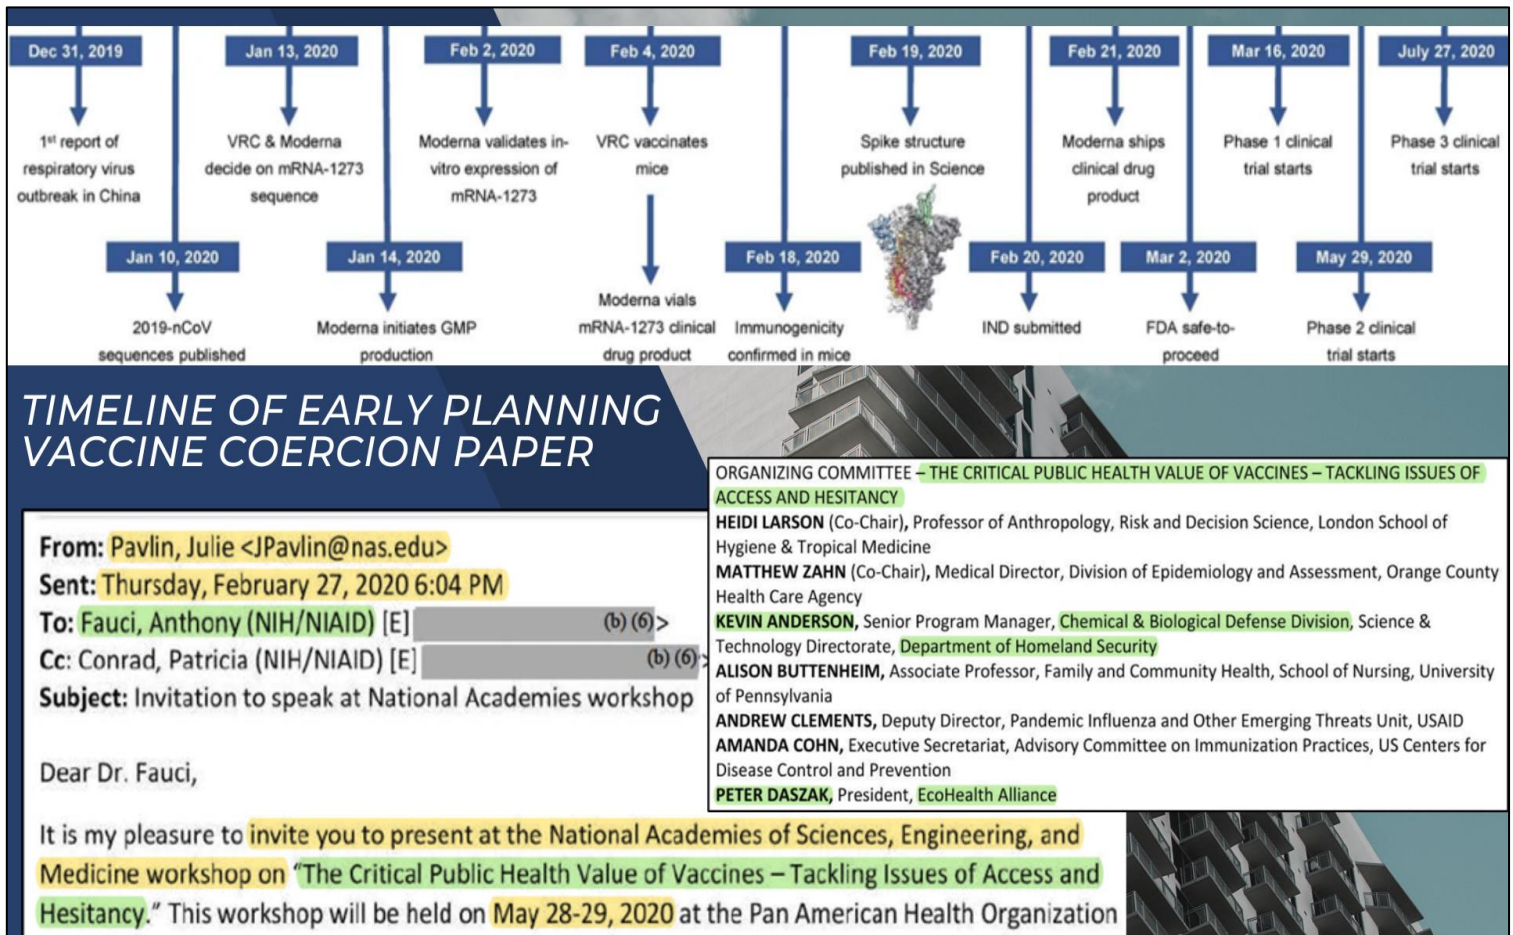 Dec 31, 2019
Jan 13, 2020
Feb 2, 2020
Feb 4, 2020
Feb 19, 2020
Feb 21, 2020
Mar 16, 2020
July 27, 2020
1st report of
respiratory virus
outbreak in China
VRC & Moderna
decide on mRNA-1273
sequence
Moderna validates in-
vitro expression of
mRNA-1273
VRC vaccinates
mice
Spike structure
published in Science
Moderna ships
clinical drug
product
Phase 1 clinical
trial starts
Phase 3 clinical
trial starts
Jan 10, 2020
Jan 14, 2020
Feb 18, 2020
Feb 20, 2020
Mar 2, 2020
May 29, 2020
2019-nCoV
sequences published
Moderna initiates GMP
production
Moderna vials
mRNA-1273 clinical
drug product
Immunogenicity
confirmed in mice
IND submitted
FDA safe-to-
proceed
Phase 2 clinical
trial starts
TIMELINE OF EARLY PLANNING
VACCINE COERCION PAPER
ORGANIZING COMMITTEE – THE CRITICAL PUBLIC HEALTH VALUE OF VACCINES – TACKLING ISSUES OF
ACCESS AND HESITANCY
HEIDI LARSON (Co-Chair), Professor of Anthropology, Risk and Decision Science, London School of
Hygiene & Tropical Medicine
MATTHEW ZAHN (Co-Chair), Medical Director, Division of Epidemiology and Assessment, Orange County
Health Care Agency
KEVIN ANDERSON, Senior Program Manager, Chemical & Biological Defense Division, Science &
Technology Directorate, Department of Homeland Security
ALISON BUTTENHEIM, Associate Professor, Family and Community Health, School of Nursing, University
of Pennsylvania
ANDREW CLEMENTS, Deputy Director, Pandemic Influenza and Other Emerging Threats Unit, USAID
AMANDA COHN, Executive Secretariat, Advisory Committee on Immunization Practices, US Centers for
Disease Control and Prevention
PETER DASZAK, President, EcoHealth Alliance
From: Pavlin, Julie <JPavlin@nas.edu>
Sent: Thursday, February 27, 2020 6:04 PM
To: Fauci, Anthony (NIH/NIAID) [E] (b) (6)>
Cc: Conrad, Patricia (NIH/NIAID) [E] (b) (6)>
Subject: Invitation to speak at National Academies workshop
Dear Dr. Fauci,
It is my pleasure to invite you to present at the National Academies of Sciences, Engineering, and
Medicine workshop on "The Critical Public Health Value of Vaccines – Tackling Issues of Access and
Hesitancy." This workshop will be held on May 28-29, 2020 at the Pan American Health Organization